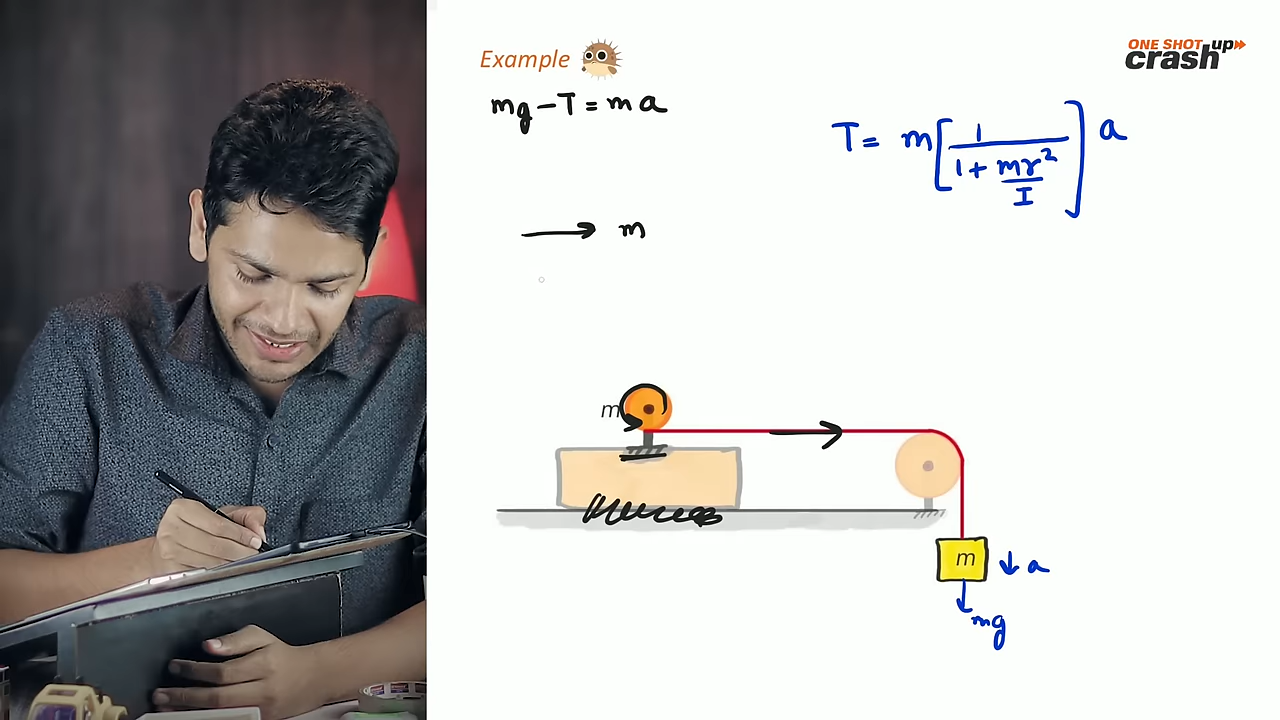 Example
ONE SHOT
crash up
mg - T = ma
T = m[1/(1 + mr²/I)] a
→ m
m
m
↓ a
↓ mg